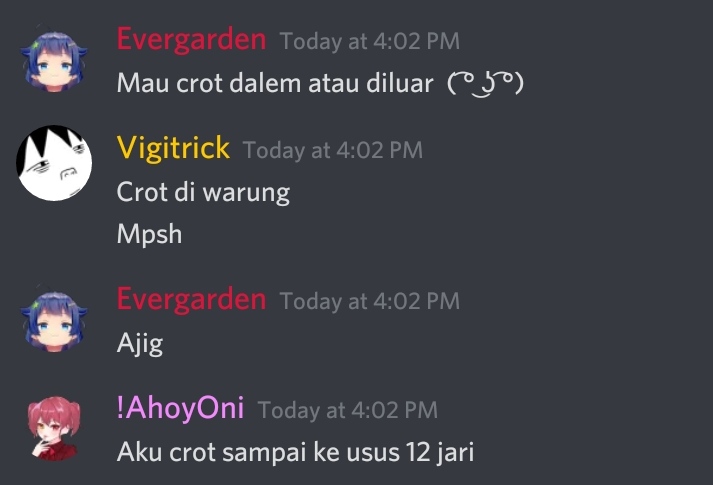 Evergarden Today at 4:02 PM
Mau crot dalem atau diluar ( ͡° ͜ʖ ͡°)
Vigitrick Today at 4:02 PM
Crot di warung
Mpsh
Evergarden Today at 4:02 PM
Ajig
!AhoyOni Today at 4:02 PM
Aku crot sampai ke usus 12 jari